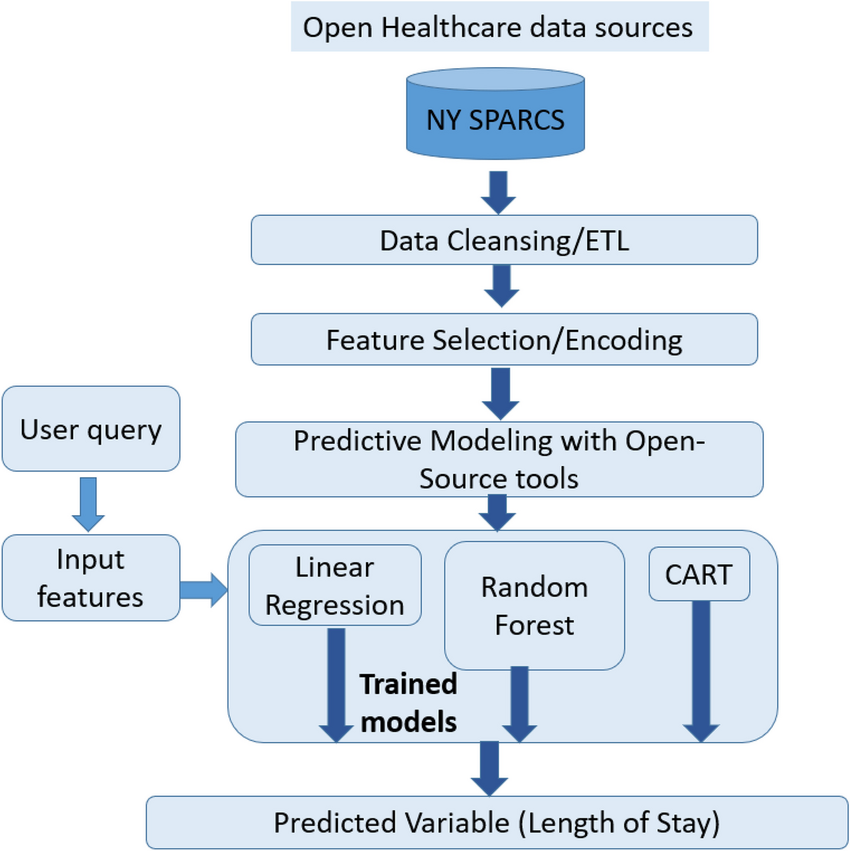 Open Healthcare data sources
NY SPARCS
Data Cleansing/ETL
Feature Selection/Encoding
User query
Predictive Modeling with Open-
Source tools
Input
features
Linear
Regression
Random
Forest
CART
Trained
models
Predicted Variable (Length of Stay)